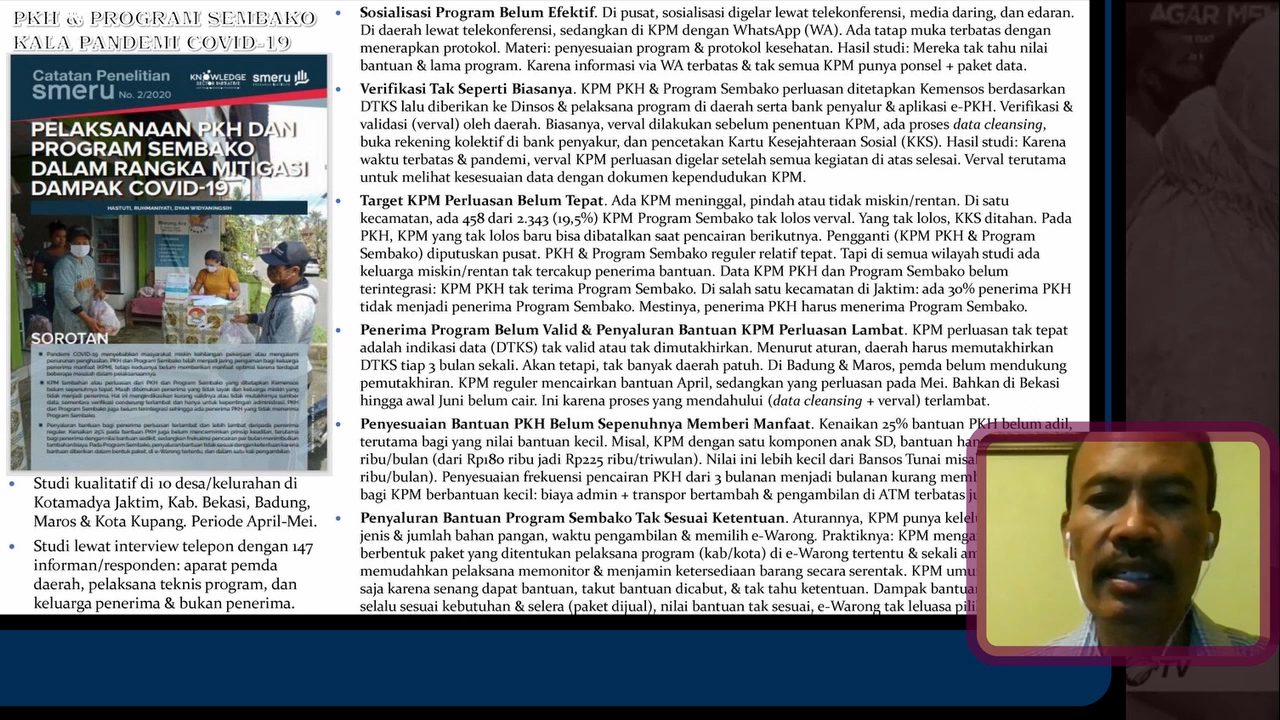 PKH & PROGRAM SEMBAKO
KALA PANDEMI COVID-19
Catatan Penelitian
smeru No. 2/2020
KNOWLEDGE
SECTOR INITIATIVE
smeru
PELAKSANAAN PKH DAN
PROGRAM SEMBAKO
DALAM RANGKA MITIGASI
DAMPAK COVID-19
HASTUTI, RUHMANIYATI, DYAN WIDYANINGSIH
SOROTAN
• Studi kualitatif di 10 desa/kelurahan di
Kotamadya Jaktim, Kab. Bekasi, Badung,
Maros & Kota Kupang. Periode April-Mei.
• Studi lewat interview telepon dengan 147
informan/responden: aparat pemda
daerah, pelaksana teknis program, dan
keluarga penerima & bukan penerima.
• Sosialisasi Program Belum Efektif. Di pusat, sosialisasi digelar lewat telekonferensi, media daring, dan edaran.
Di daerah lewat telekonferensi, sedangkan di KPM dengan WhatsApp (WA). Ada tatap muka terbatas dengan
menerapkan protokol. Materi: penyesuaian program & protokol kesehatan. Hasil studi: Mereka tak tahu nilai
bantuan & lama program. Karena informasi via WA terbatas & tak semua KPM punya ponsel + paket data.
• Verifikasi Tak Seperti Biasanya. KPM PKH & Program Sembako perluasan ditetapkan Kemensos berdasarkan
DTKS lalu diberikan ke Dinsos & pelaksana program di daerah serta bank penyalur & aplikasi e-PKH. Verifikasi &
validasi (verval) oleh daerah. Biasanya, verval dilakukan sebelum penentuan KPM, ada proses data cleansing,
buka rekening kolektif di bank penyakur, dan pencetakan Kartu Kesejahteraan Sosial (KKS). Hasil studi: Karena
waktu terbatas & pandemi, verval KPM perluasan digelar setelah semua kegiatan di atas selesai. Verval terutama
untuk melihat kesesuaian data dengan dokumen kependudukan KPM.
• Target KPM Perluasan Belum Tepat. Ada KPM meninggal, pindah atau tidak miskin/rentan. Di satu
kecamatan, ada 458 dari 2.343 (19,5%) KPM Program Sembako tak lolos verval. Yang tak lolos, KKS ditahan. Pada
PKH, KPM yang tak lolos baru bisa dibatalkan saat pencairan berikutnya. Pengganti (KPM PKH & Program
Sembako) diputuskan pusat. PKH & Program Sembako reguler relatif tepat. Tapi di semua wilayah studi ada
keluarga miskin/rentan tak tercakup penerima bantuan. Data KPM PKH dan Program Sembako belum
terintegrasi: KPM PKH tak terima Program Sembako. Di salah satu kecamatan di Jaktim: ada 30% penerima PKH
tidak menjadi penerima Program Sembako. Mestinya, penerima PKH harus menerima Program Sembako.
• Penerima Program Belum Valid & Penyaluran Bantuan KPM Perluasan Lambat. KPM perluasan tak tepat
adalah indikasi data (DTKS) tak valid atau tak dimutakhirkan. Menurut aturan, daerah harus memutakhirkan
DTKS tiap 3 bulan sekali. Akan tetapi, tak banyak daerah patuh. Di Badung & Maros, pemda belum mendukung
pemutakhiran. KPM reguler mencairkan bantuan April, sedangkan yang perluasan pada Mei. Bahkan di Bekasi
hingga awal Juni belum cair. Ini karena proses yang mendahului (data cleansing + verval) terlambat.
• Penyesuaian Bantuan PKH Belum Sepenuhnya Memberi Manfaat. Kenaikan 25% bantuan PKH belum adil,
terutama bagi yang nilai bantuan kecil. Misal, KPM dengan satu anak SD, bantuan
ribu/bulan (dari Rp180 ribu jadi Rp225 ribu/triwulan). Nilai ini lebih kecil dari Bansos Tunai
ribu/bulan). Penyesuaian frekuensi pencairan PKH dari 3 bulanan menjadi bulanan kurang
bagi KPM berbantuan kecil: biaya admin + transpor bertambah & pengambilan di ATM terbatas
• Penyaluran Bantuan Program Sembako Tak Sesuai Ketentuan. Aturannya, KPM punya
jenis & jumlah bahan pangan, waktu pengambilan & memilih e-Warong. Praktiknya: KPM
berbentuk paket yang ditentukan pelaksana program (kab/kota) di e-Warong tertentu & sekali
memudahkan pelaksana memonitor & menjamin ketersediaan barang secara serentak. KPM
saja karena senang dapat bantuan, takut bantuan dicabut, & tak tahu ketentuan. Dampak
selalu sesuai kebutuhan & selera (paket dijual), nilai bantuan tak sesuai, e-Warong tak leluasa
AGAR
TV